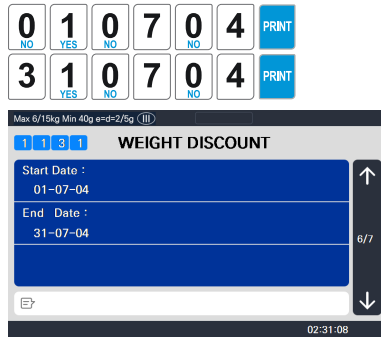 0 1 0 7 0 4 PRINT
NO YES NO NO
3 1 0 7 0 4 PRINT
YES NO NO
Max 6/15kg Min 40g e=d=2/5g III
1 1 3 1 WEIGHT DISCOUNT
Start Date :
01-07-04
End Date :
31-07-04
6/7
02:31:08